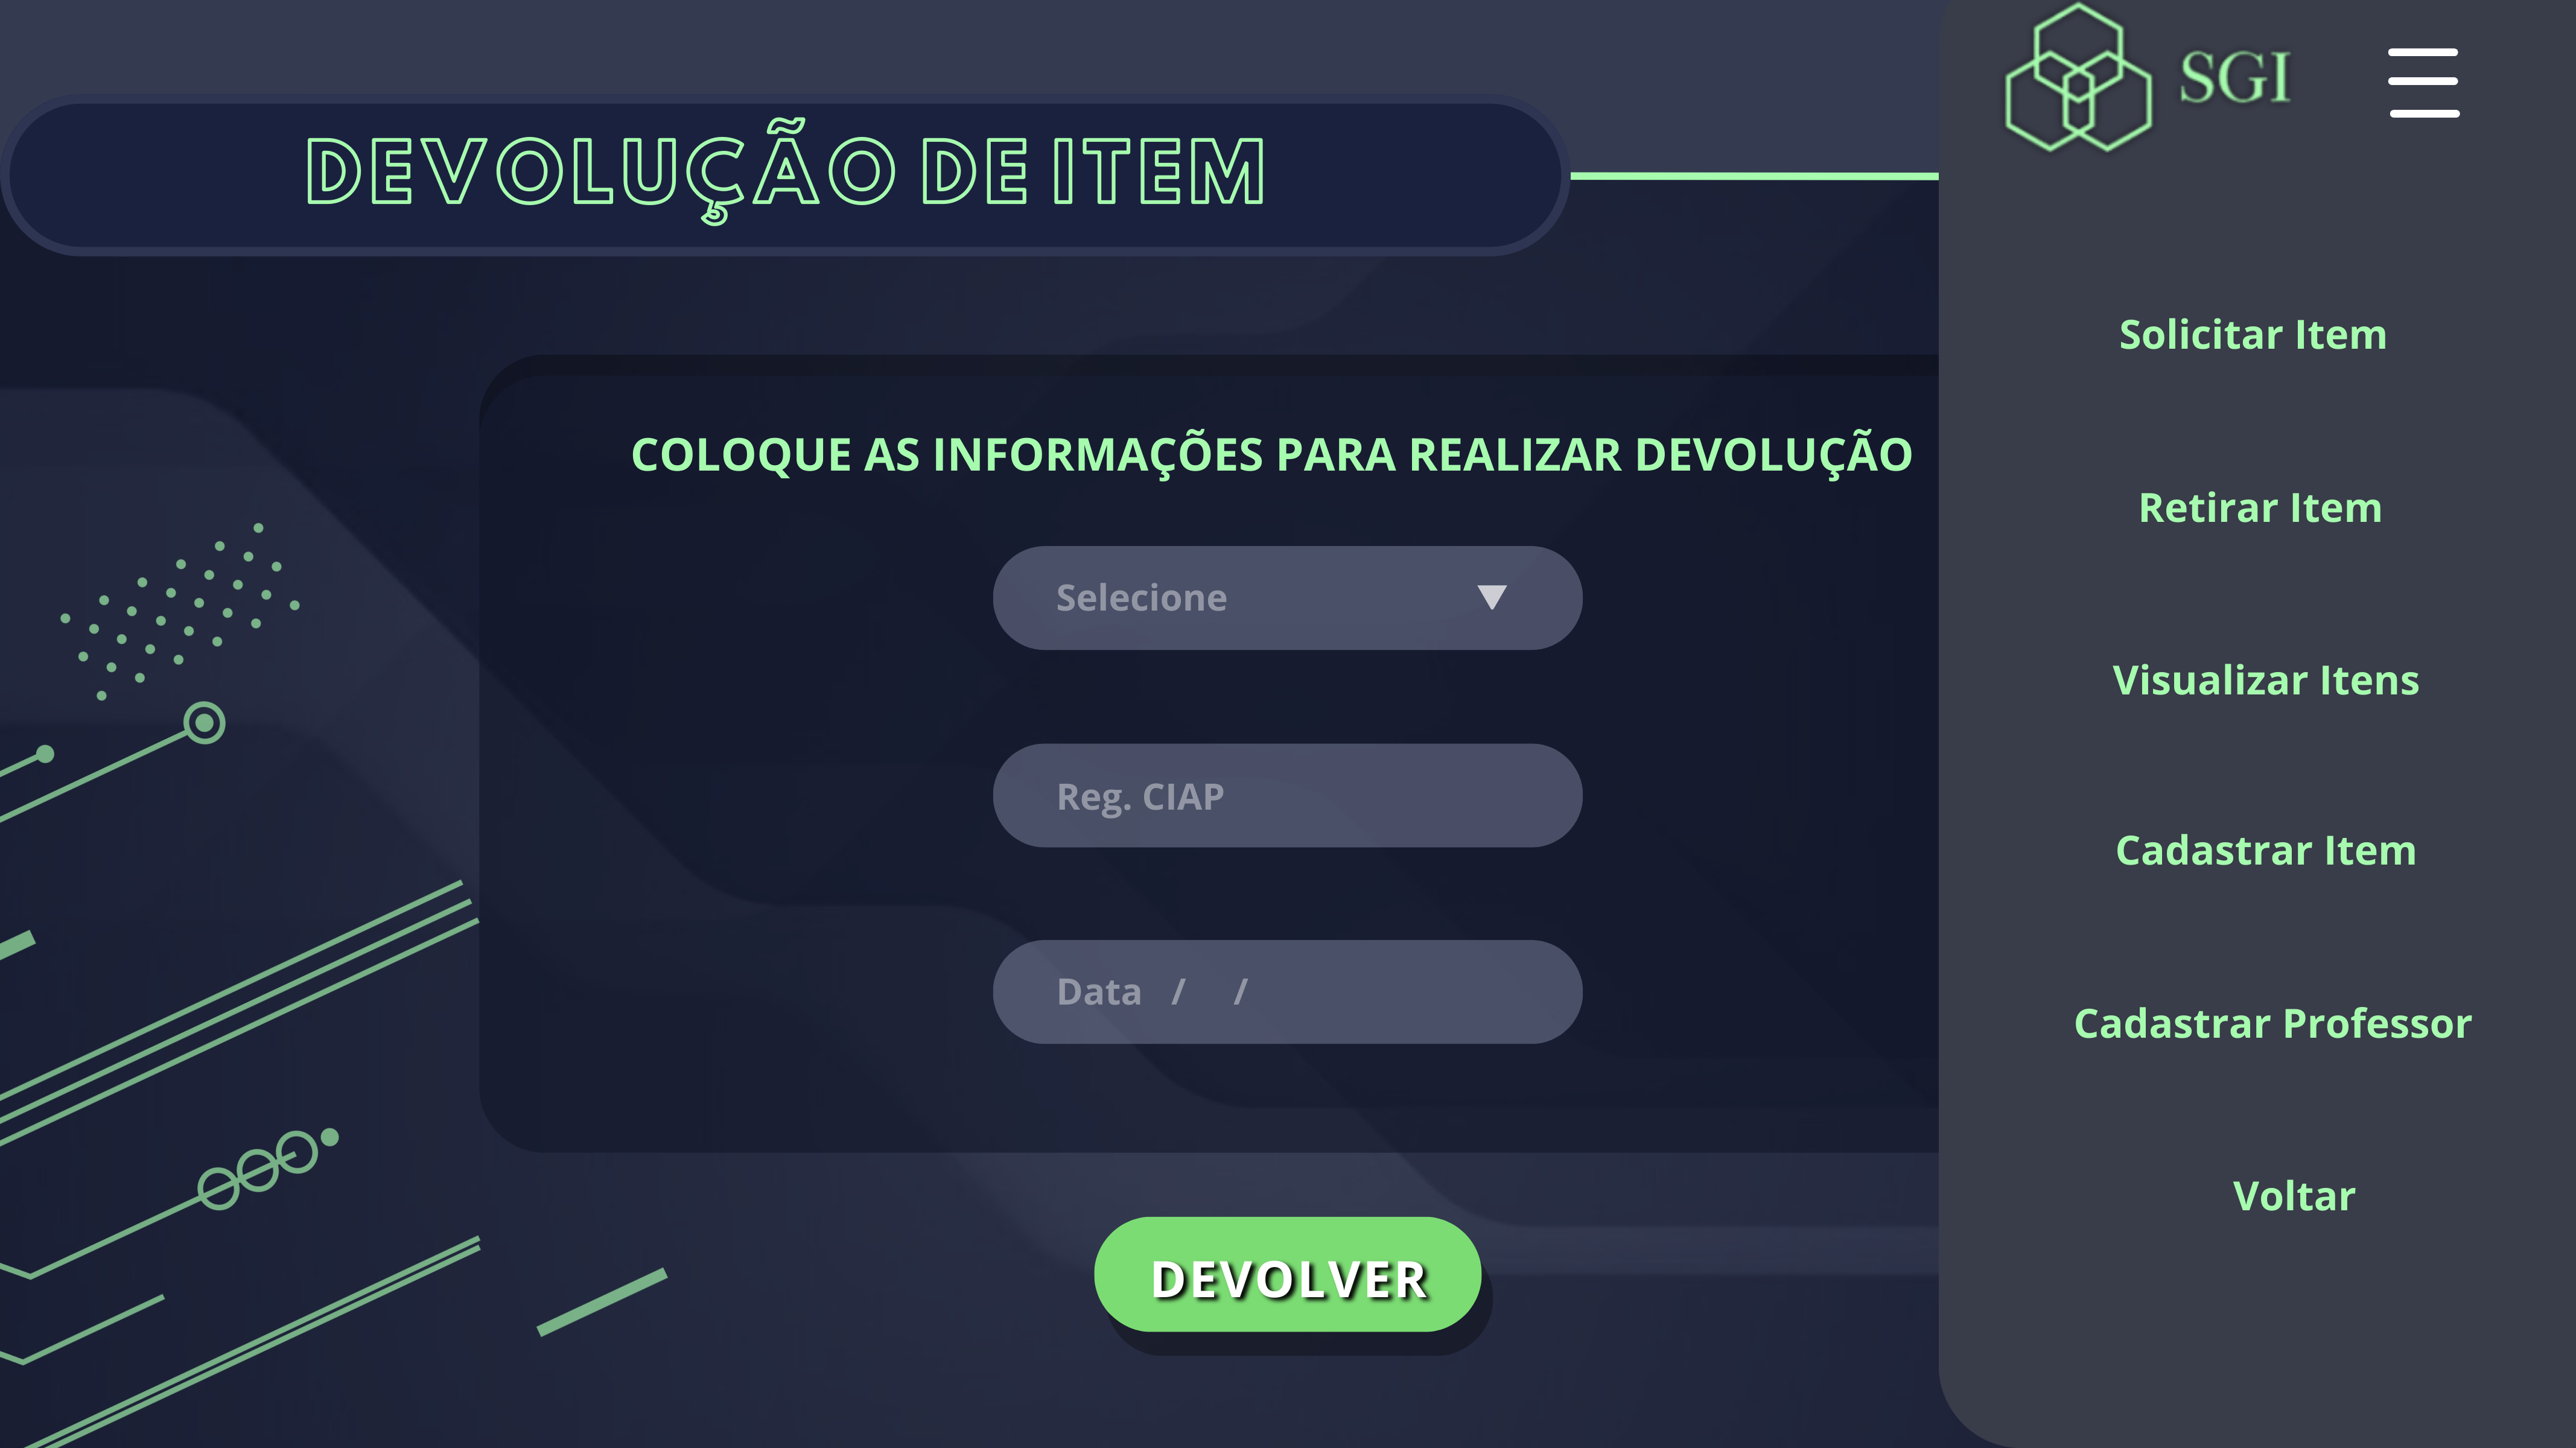 SGI
DEVOLUÇÃO DE ITEM
COLOQUE AS INFORMAÇÕES PARA REALIZAR DEVOLUÇÃO
Selecione
Reg. CIAP
Data / /
DEVOLVER
Solicitar Item
Retirar Item
Visualizar Itens
Cadastrar Item
Cadastrar Professor
Voltar